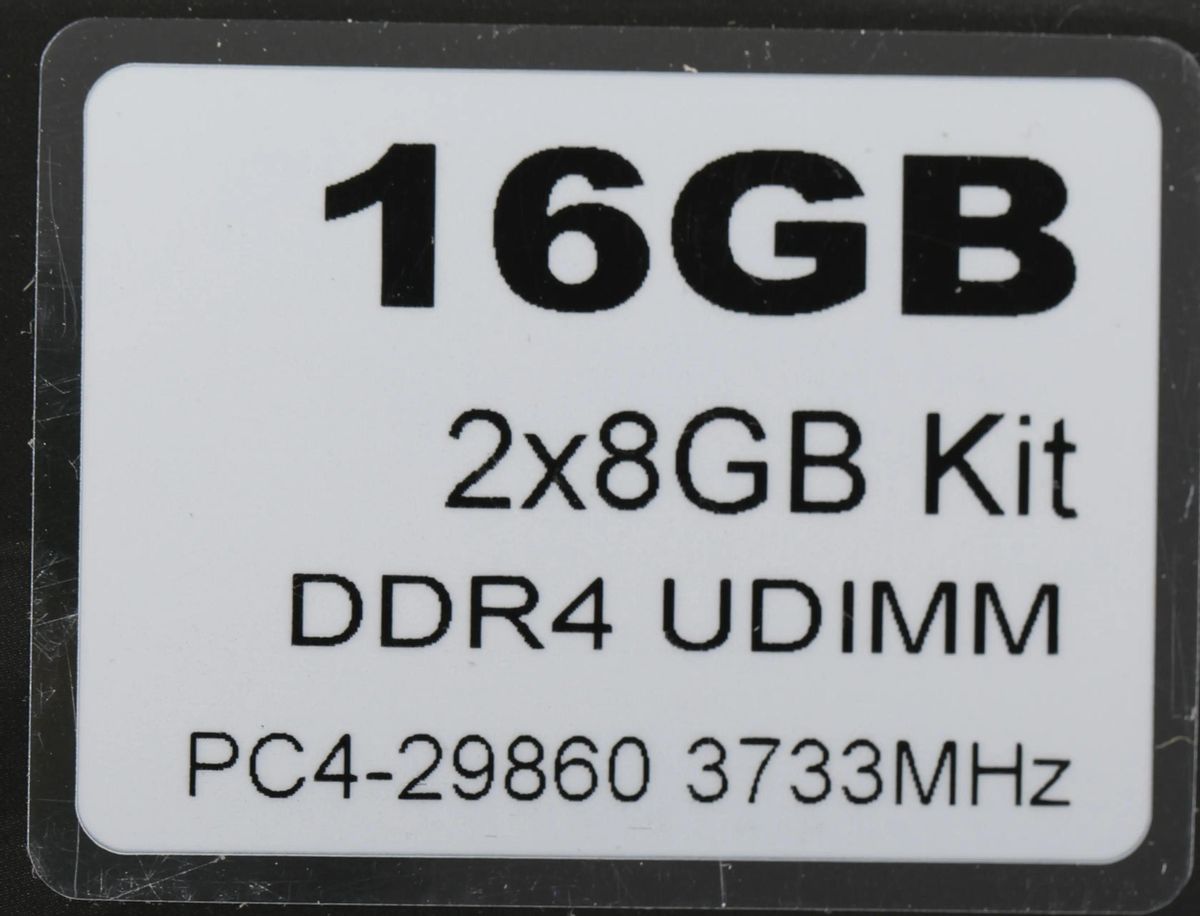 16GB
2x8GB Kit
DDR4 UDIMM
PC4-29860 3733MHz